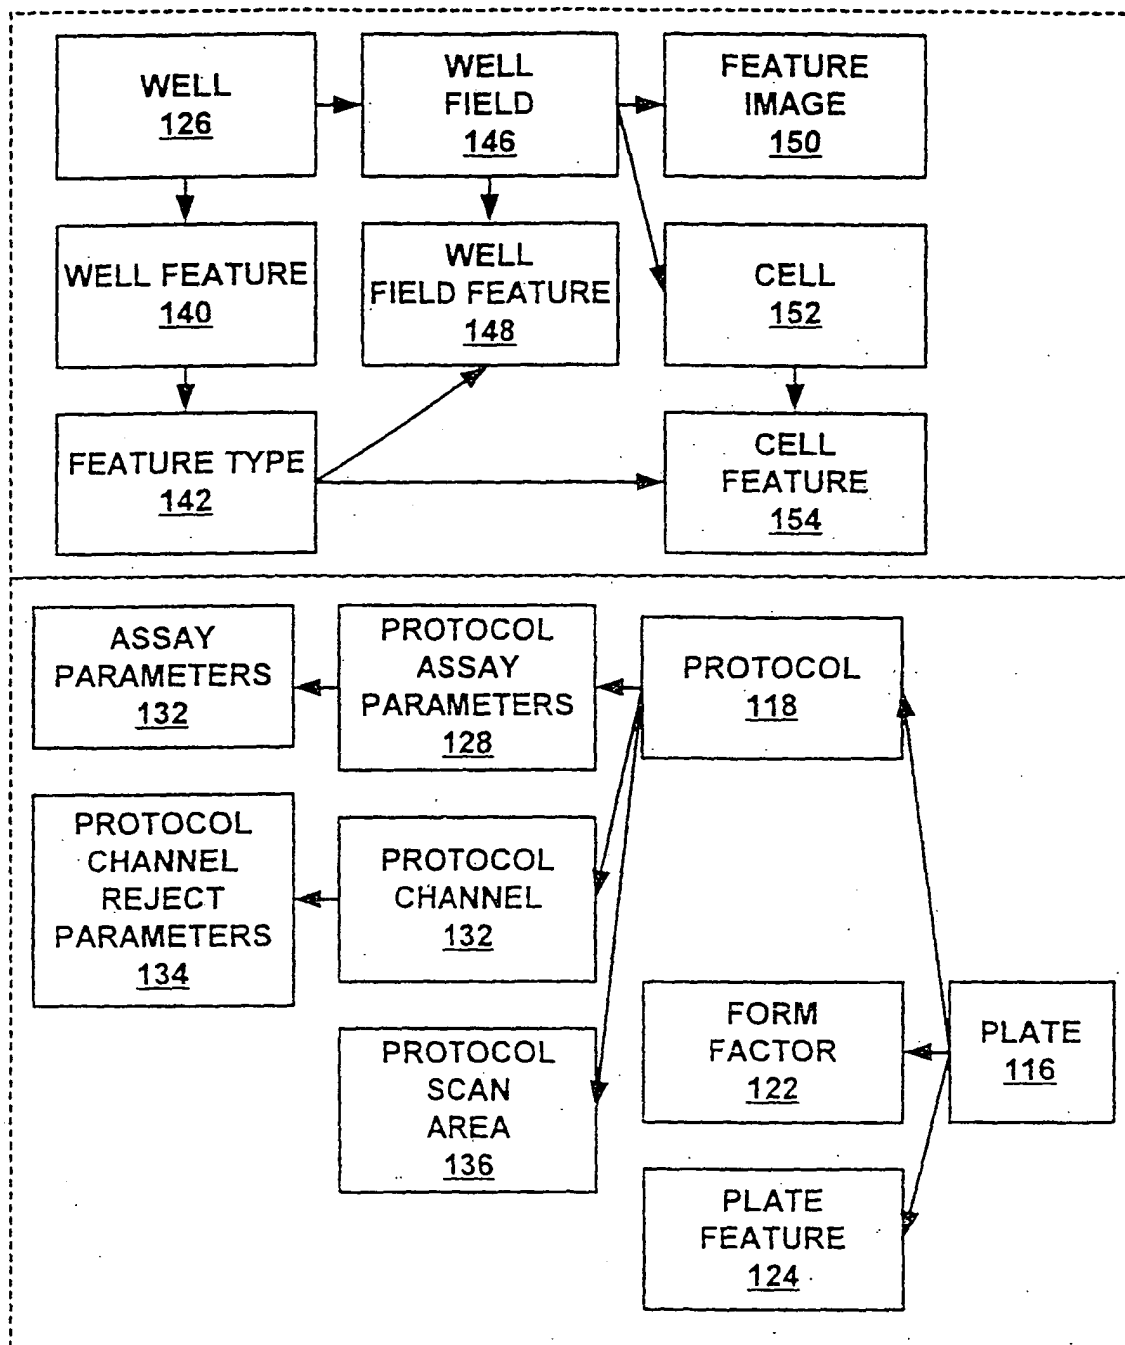 WELL
126
WELL
FIELD
146
FEATURE
IMAGE
150
WELL FEATURE
140
WELL
FIELD FEATURE
148
CELL
152
FEATURE TYPE
142
CELL
FEATURE
154
ASSAY
PARAMETERS
132
PROTOCOL
ASSAY
PARAMETERS
128
PROTOCOL
118
PROTOCOL
CHANNEL
REJECT
PARAMETERS
134
PROTOCOL
CHANNEL
132
FORM
FACTOR
122
PLATE
116
PROTOCOL
SCAN
AREA
136
PLATE
FEATURE
124